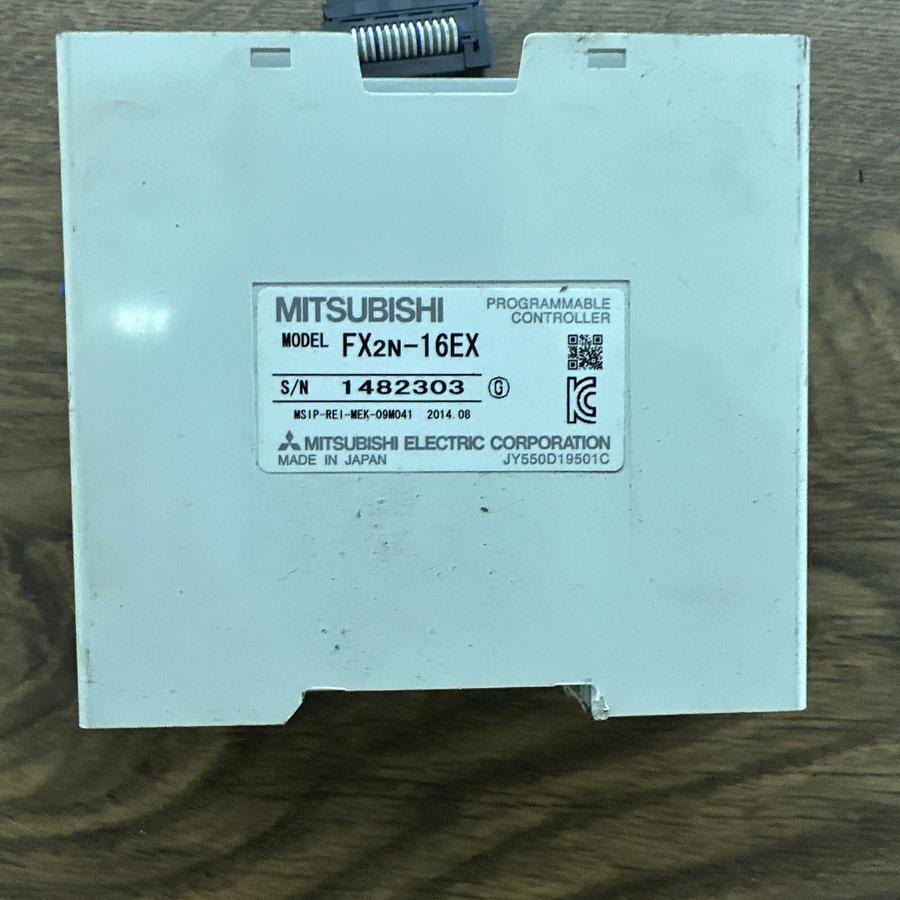 MITSUBISHI
PROGRAMMABLE
CONTROLLER
MODEL FX2N-16EX
S/N 1482303 G
MSIP-REI-MEK-09M041 2014.08
MITSUBISHI ELECTRIC CORPORATION
MADE IN JAPAN JY550D19501C